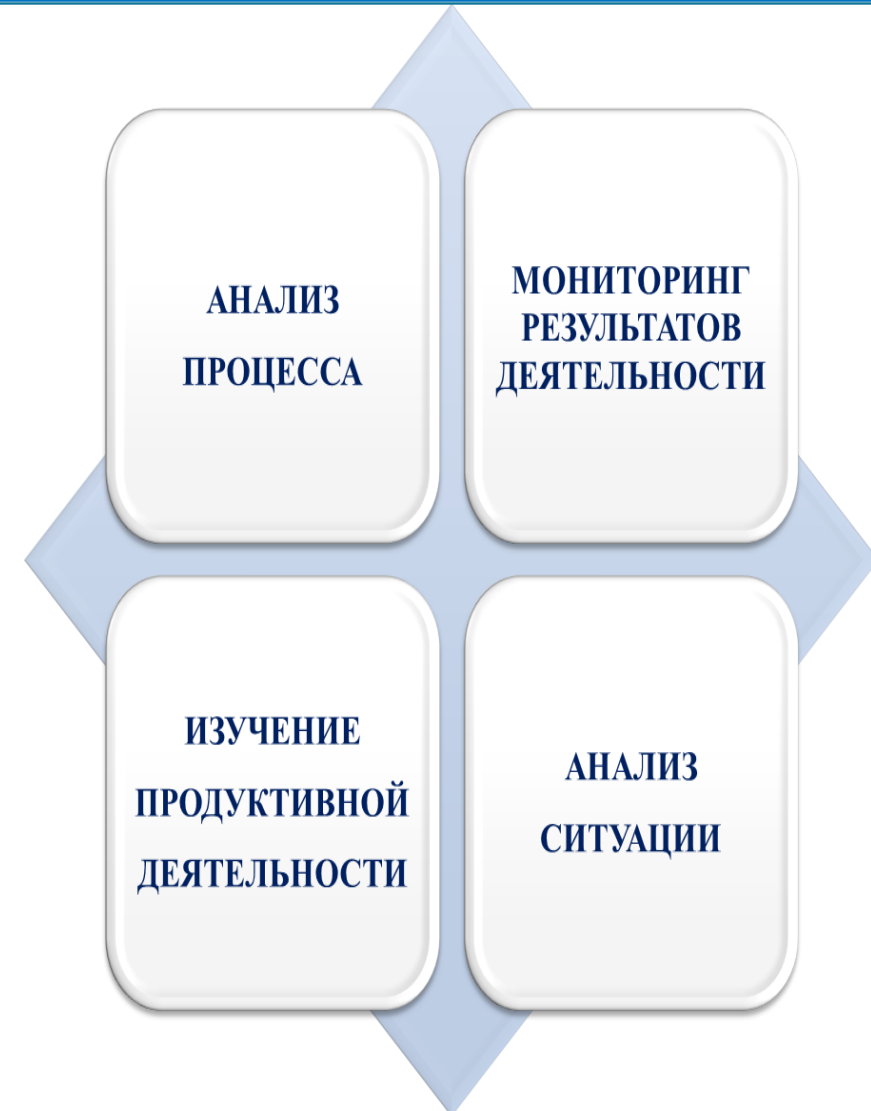 АНАЛИЗ
ПРОЦЕССА
МОНИТОРИНГ
РЕЗУЛЬТАТОВ
ДЕЯТЕЛЬНОСТИ
ИЗУЧЕНИЕ
ПРОДУКТИВНОЙ
ДЕЯТЕЛЬНОСТИ
АНАЛИЗ
СИТУАЦИИ